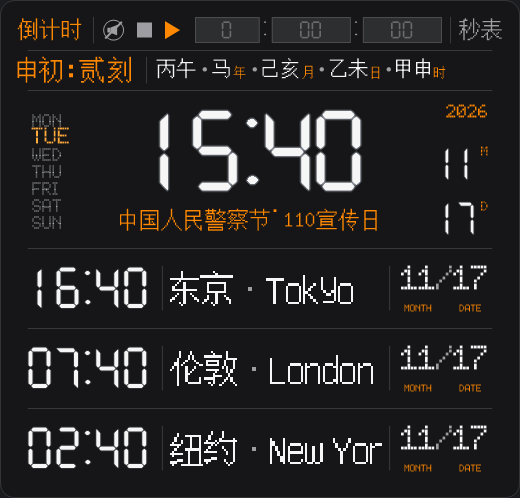 倒计时 0 : 00 : 00 秒表
申初:贰刻 丙午·马年·己亥月·乙未日·甲申时
MON
TUE
WED
THU
FRI
SAT
SUN
15:40
中国人民警察节·110宣传日
2026
11 M
17 D
16:40 东京 · Tokyo 11/17
MONTH DATE
07:40 伦敦 · London 11/17
MONTH DATE
02:40 纽约 · New Yor 11/17
MONTH DATE